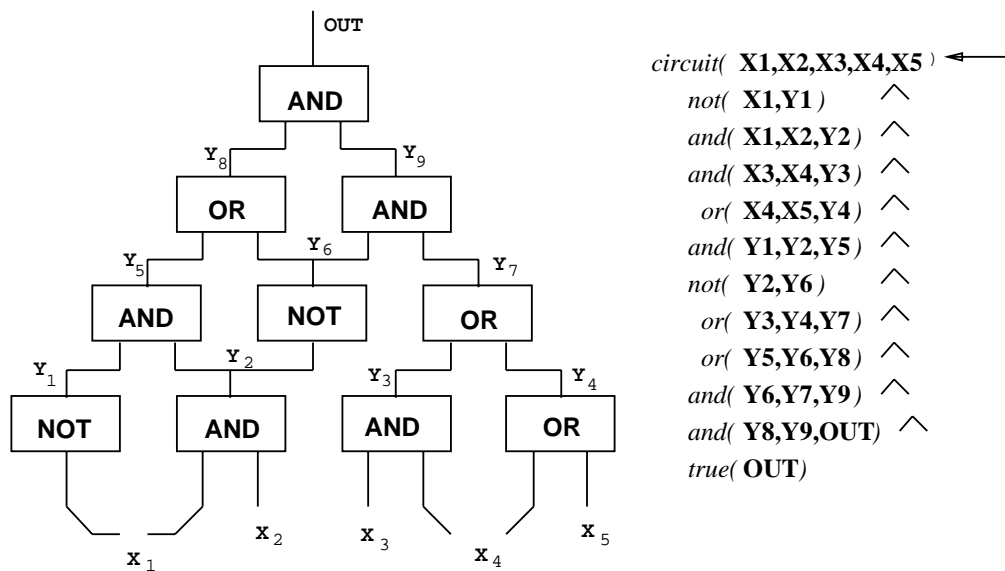 OUT
AND
Y8 Y9
OR AND
Y5 Y6 Y7
AND NOT OR
Y1 Y2 Y3 Y4
NOT AND AND OR
X1 X2 X3 X4 X5
circuit( X1,X2,X3,X4,X5 ) ←
not( X1,Y1 ) ∧
and( X1,X2,Y2 ) ∧
and( X3,X4,Y3 ) ∧
or( X4,X5,Y4 ) ∧
and( Y1,Y2,Y5 ) ∧
not( Y2,Y6 ) ∧
or( Y3,Y4,Y7 ) ∧
or( Y5,Y6,Y8 ) ∧
and( Y6,Y7,Y9 ) ∧
and( Y8,Y9,OUT) ∧
true( OUT)